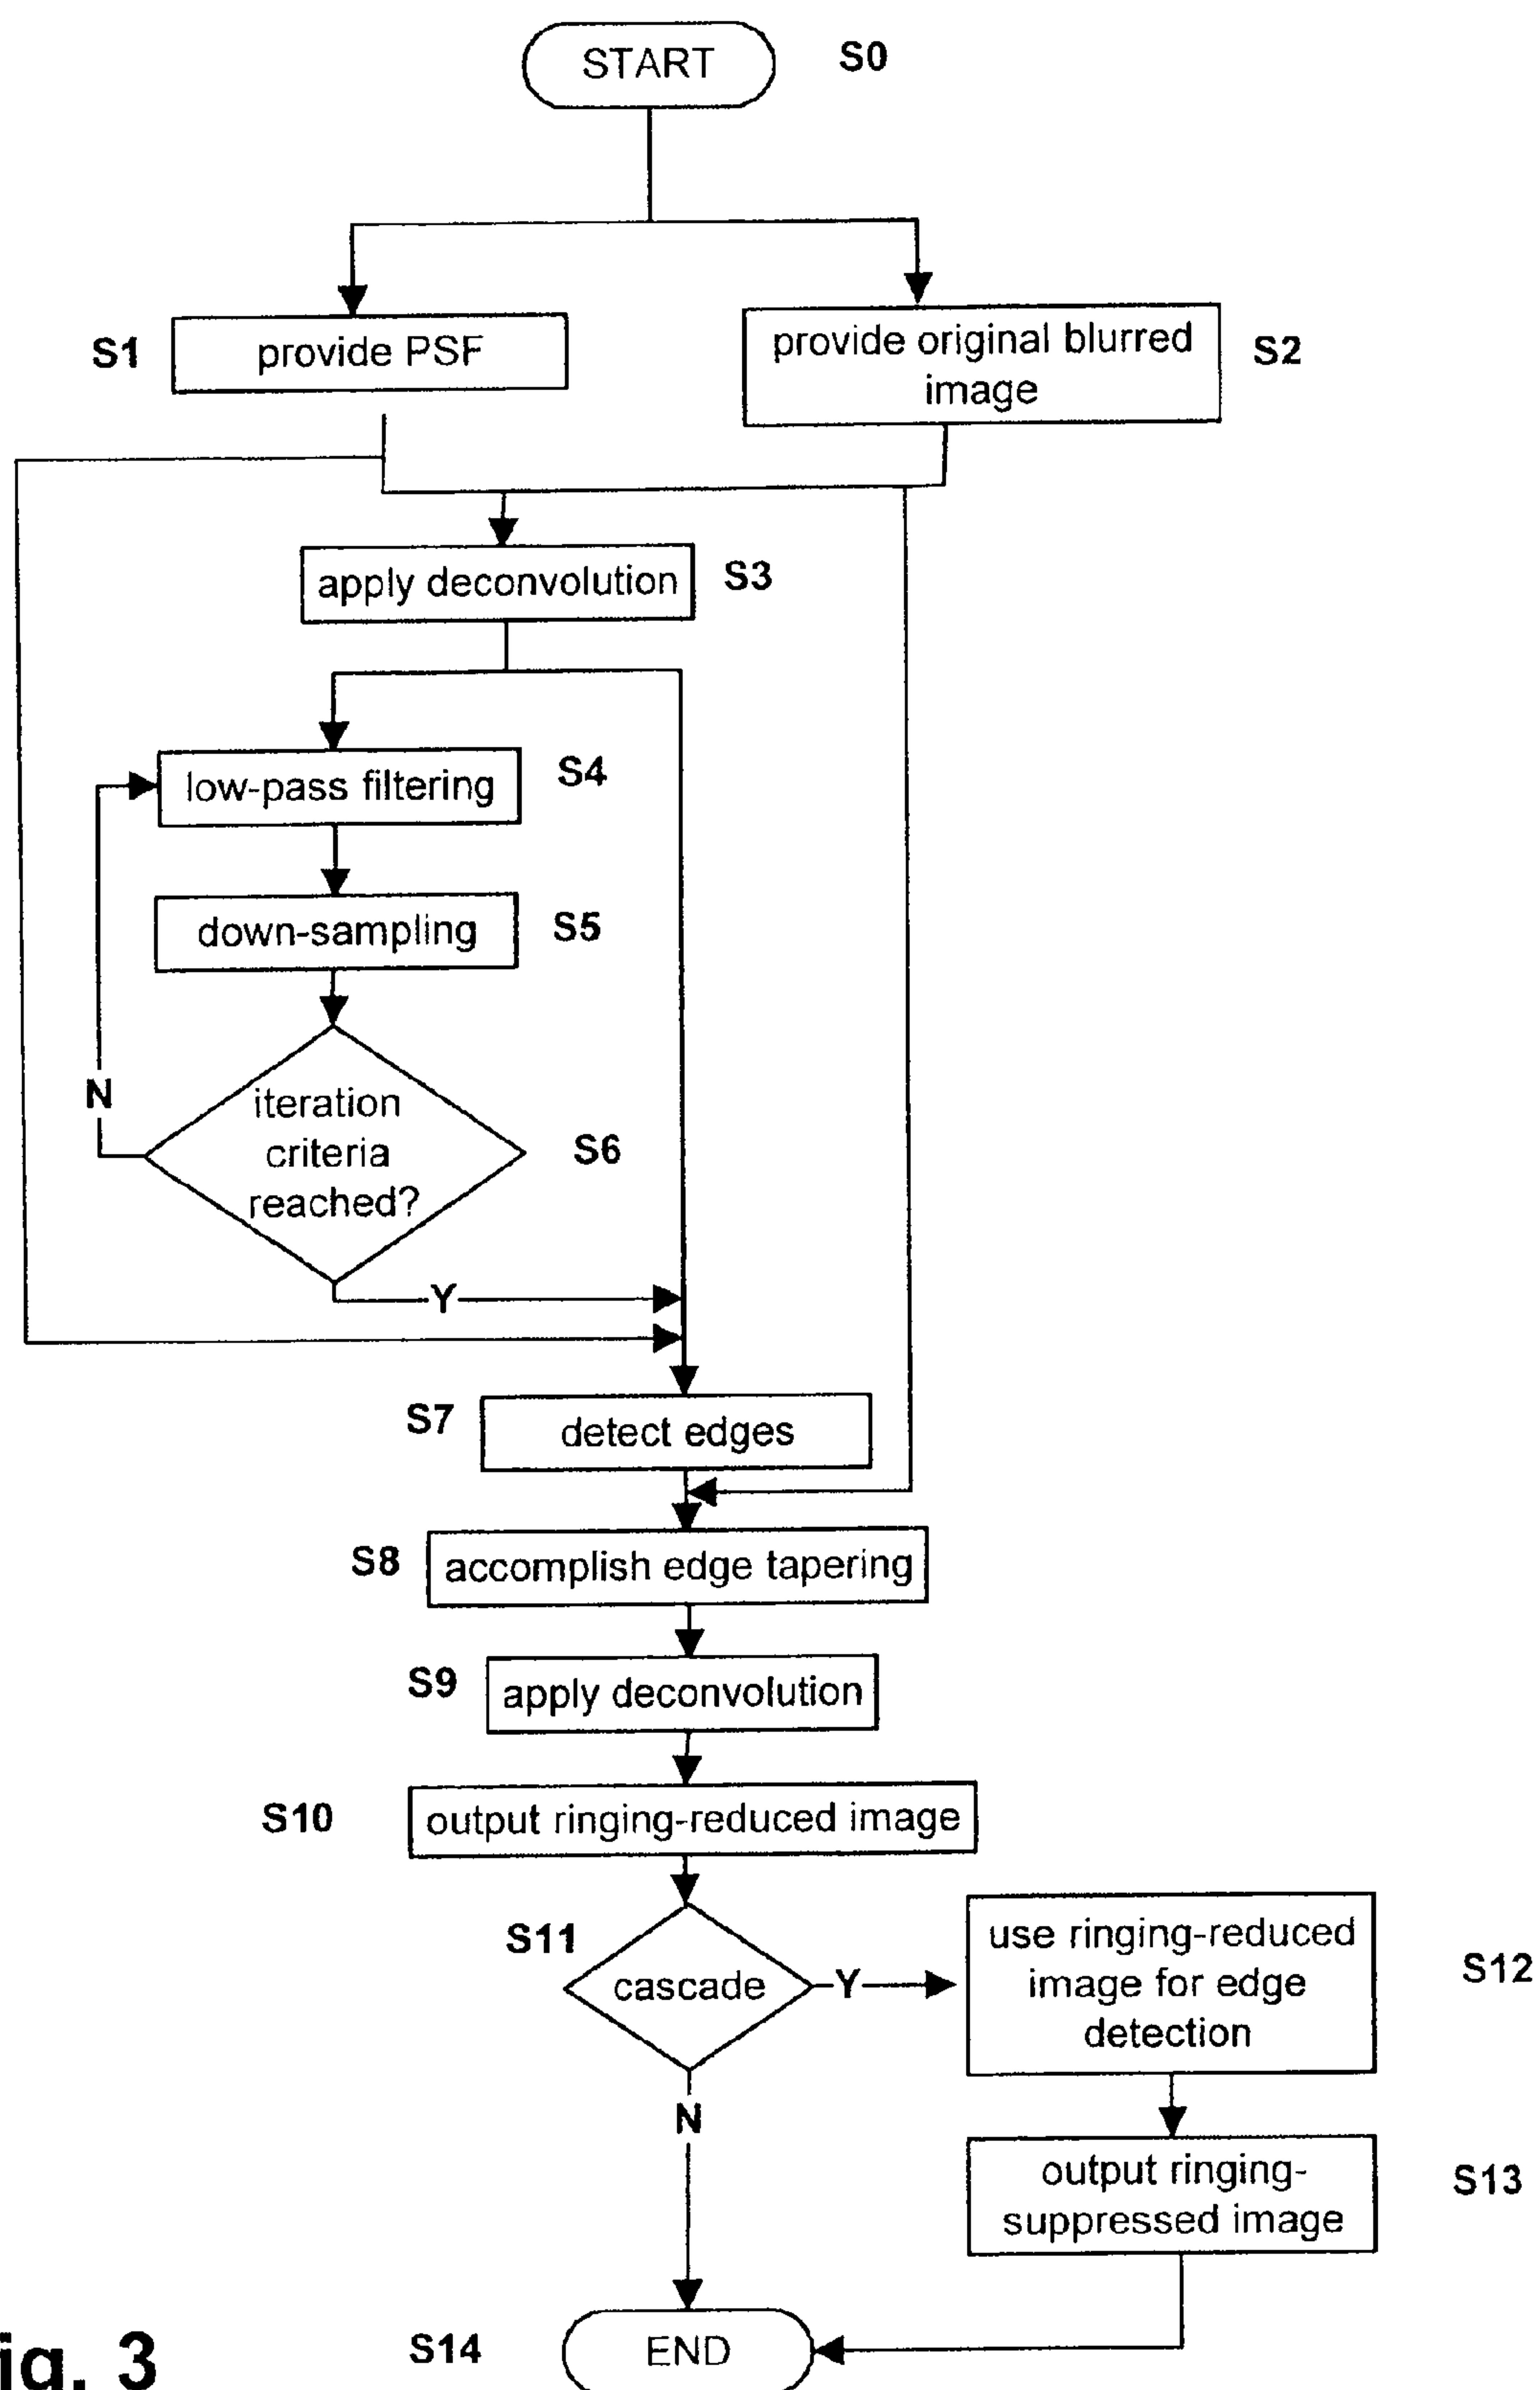 START
S0
S1
provide PSF
provide original blurred
image
S2
apply deconvolution
S3
low-pass filtering
S4
down-sampling
S5
N
iteration
criteria
reached?
S6
Y
S7
detect edges
S8
accomplish edge tapering
S9
apply deconvolution
S10
output ringing-reduced image
S11
cascade
Y
use ringing-reduced
image for edge
detection
S12
N
output ringing-
suppressed image
S13
S14
END
ig. 3